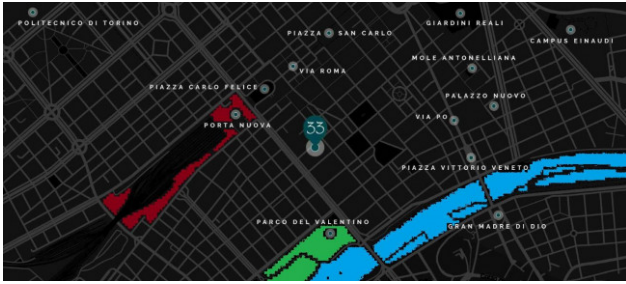 GIARDINI REALI
POLITECNICO DI TORINO
PIAZZA SAN CARLO
CAMPUS EINAUDI
MOLE ANTONELLIANA
VIA ROMA
PIAZZA CARLO FELICE
PALAZZO NUOVO
VIA PO
PORTA NUOVA
33
PIAZZA VITTORIO VENETO
PARCO DEL VALENTINO
GRAN MADRE DI DIO